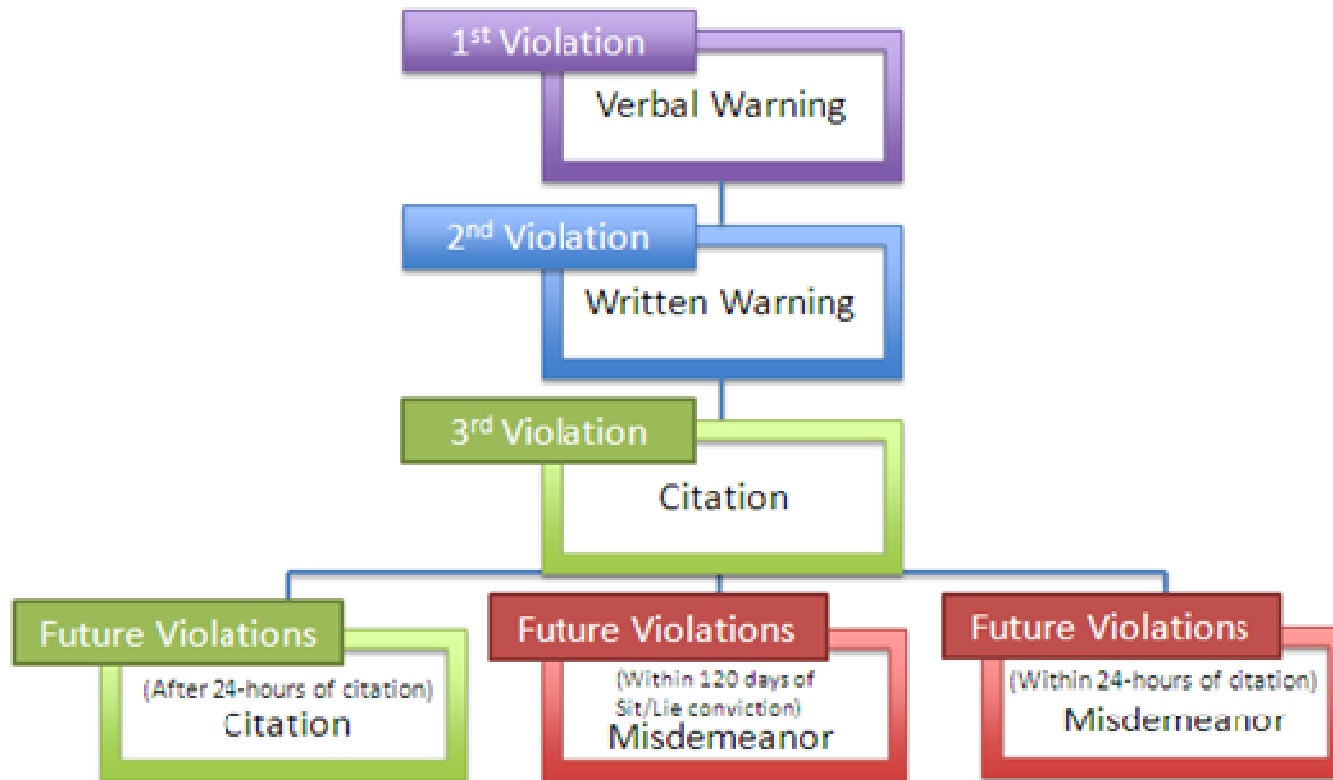 1st Violation
Verbal Warning
2nd Violation
Written Warning
3rd Violation
Citation
Future Violations
(After 24-hours of citation)
Citation
Future Violations
(Within 120 days of
Sit/Lie conviction)
Misdemeanor
Future Violations
(Within 24-hours of citation)
Misdemeanor